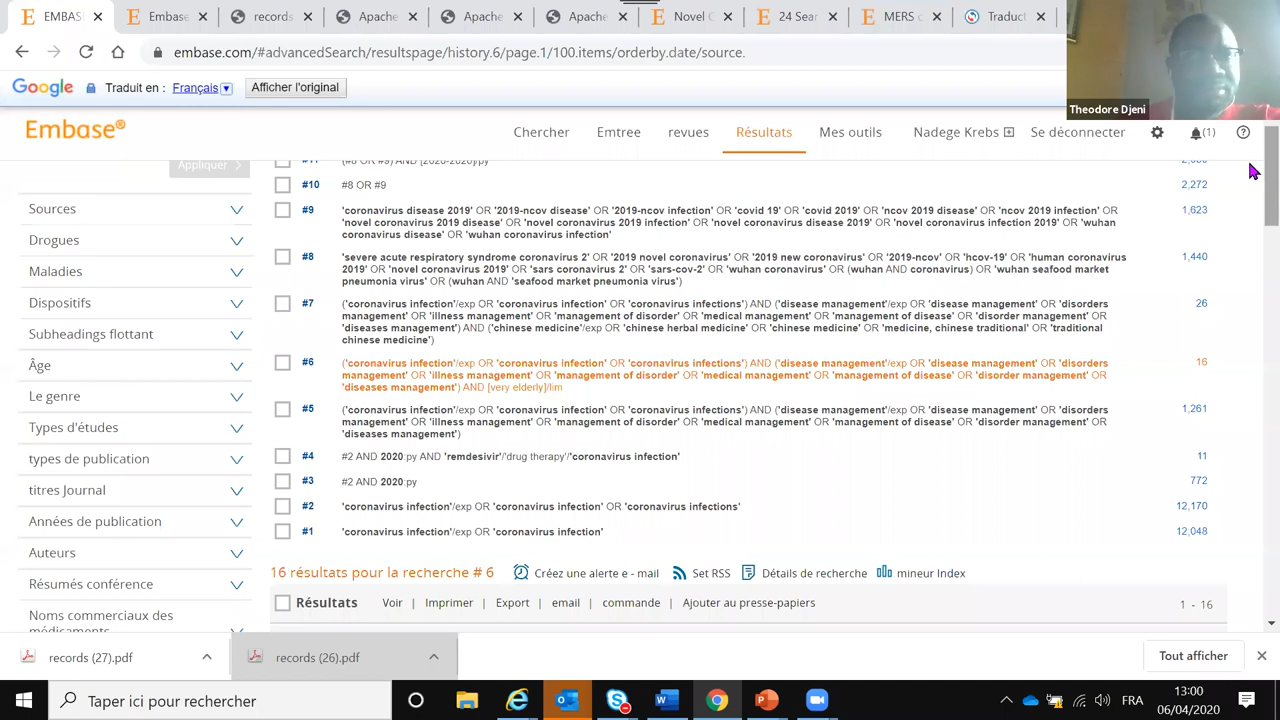 EMBAS
Embase
records
Apache
Apache
Apache
Novel C
24 Sear
MERS c
Traduct
embase.com/#advancedSearch/resultspage/history.6/page.1/100.items/orderby.date/source.
Google
Traduit en :
Français
Afficher l'original
Theodore Djeni
Embase®
Chercher
Emtree
revues
Résultats
Mes outils
Nadege Krebs
Se déconnecter
(1)
Appliquer
#11 (#8 OR #9) AND [2020-2020]/py
#10 #8 OR #9 2,272
Sources
#9 'coronavirus disease 2019' OR '2019-ncov disease' OR '2019-ncov infection' OR 'covid 19' OR 'covid 2019' OR 'ncov 2019 disease' OR 'ncov 2019 infection' OR 1,623
'novel coronavirus 2019 disease' OR 'novel coronavirus 2019 infection' OR 'novel coronavirus disease 2019' OR 'novel coronavirus infection 2019' OR 'wuhan
coronavirus disease' OR 'wuhan coronavirus infection'
Drogues
#8 'severe acute respiratory syndrome coronavirus 2' OR '2019 novel coronavirus' OR '2019 new coronavirus' OR '2019-ncov' OR 'hcov-19' OR 'human coronavirus 1,440
2019' OR 'novel coronavirus 2019' OR 'sars coronavirus 2' OR 'sars-cov-2' OR 'wuhan coronavirus' OR (wuhan AND coronavirus) OR 'wuhan seafood market
pneumonia virus' OR (wuhan AND 'seafood market pneumonia virus')
Maladies
Dispositifs
#7 ('coronavirus infection'/exp OR 'coronavirus infection' OR 'coronavirus infections') AND ('disease management'/exp OR 'disease management' OR 'disorders 26
management' OR 'illness management' OR 'management of disorder' OR 'medical management' OR 'management of disease' OR 'disorder management' OR
'diseases management') AND ('chinese medicine'/exp OR 'chinese herbal medicine' OR 'chinese medicine' OR 'medicine, chinese traditional' OR 'traditional
chinese medicine')
Subheadings flottant
Âge
#6 ('coronavirus infection'/exp OR 'coronavirus infection' OR 'coronavirus infections') AND ('disease management'/exp OR 'disease management' OR 'disorders 16
management' OR 'illness management' OR 'management of disorder' OR 'medical management' OR 'management of disease' OR 'disorder management' OR
'diseases management') AND [very elderly]/lim
Le genre
#5 ('coronavirus infection'/exp OR 'coronavirus infection' OR 'coronavirus infections') AND ('disease management'/exp OR 'disease management' OR 'disorders 1,261
management' OR 'illness management' OR 'management of disorder' OR 'medical management' OR 'management of disease' OR 'disorder management' OR
'diseases management')
Types d'études
types de publication
#4 #2 AND 2020:py AND 'remdesivir'/'drug therapy'/'coronavirus infection' 11
#3 #2 AND 2020:py 772
titres Journal
#2 'coronavirus infection'/exp OR 'coronavirus infection' OR 'coronavirus infections' 12,170
Années de publication
#1 'coronavirus infection'/exp OR 'coronavirus infection' 12,048
Auteurs
Résumés conférence
Noms commerciaux des
médicaments
16 résultats pour la recherche # 6
Créez une alerte e - mail
Set RSS
Détails de recherche
mineur Index
Résultats
Voir | Imprimer | Export | email | commande | Ajouter au presse-papiers
1 - 16
records (27).pdf
records (26).pdf
Tout afficher
Taper ici pour rechercher
FRA
13:00
06/04/2020